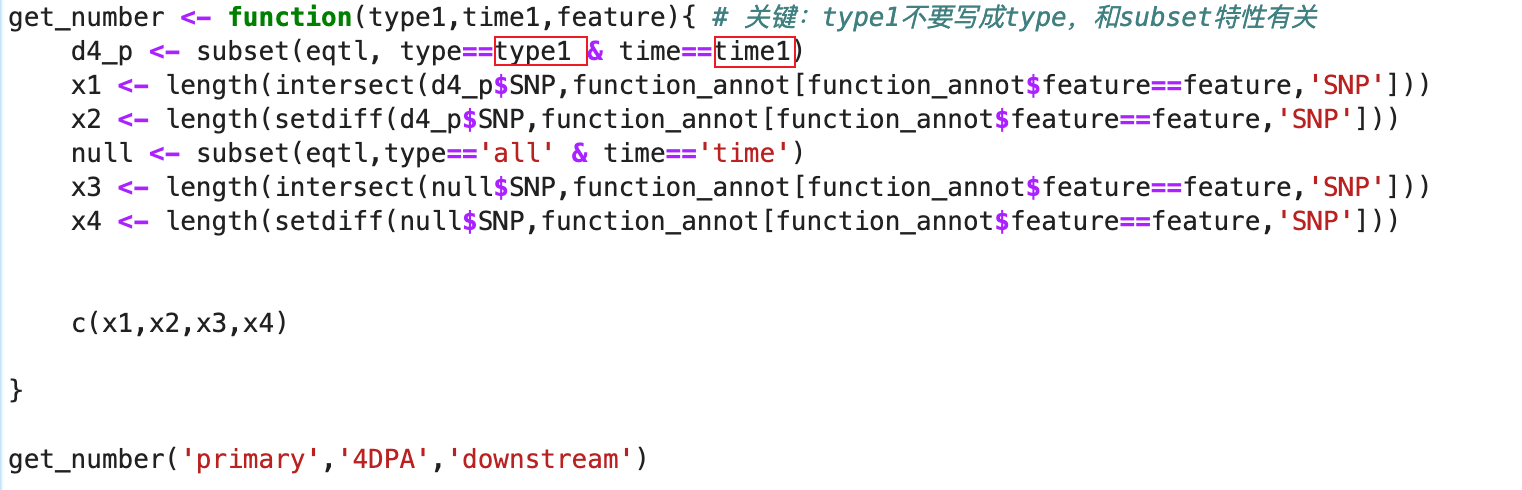 get_number <- function(type1,time1,feature){ # 关键：type1不要写成type，和subset特性有关
    d4_p <- subset(eqtl, type==type1 & time==time1)
    x1 <- length(intersect(d4_p$SNP,function_annot[function_annot$feature==feature,'SNP']))
    x2 <- length(setdiff(d4_p$SNP,function_annot[function_annot$feature==feature,'SNP']))
    null <- subset(eqtl,type=='all' & time=='time')
    x3 <- length(intersect(null$SNP,function_annot[function_annot$feature==feature,'SNP']))
    x4 <- length(setdiff(null$SNP,function_annot[function_annot$feature==feature,'SNP']))
    c(x1,x2,x3,x4)
}
get_number('primary','4DPA','downstream')